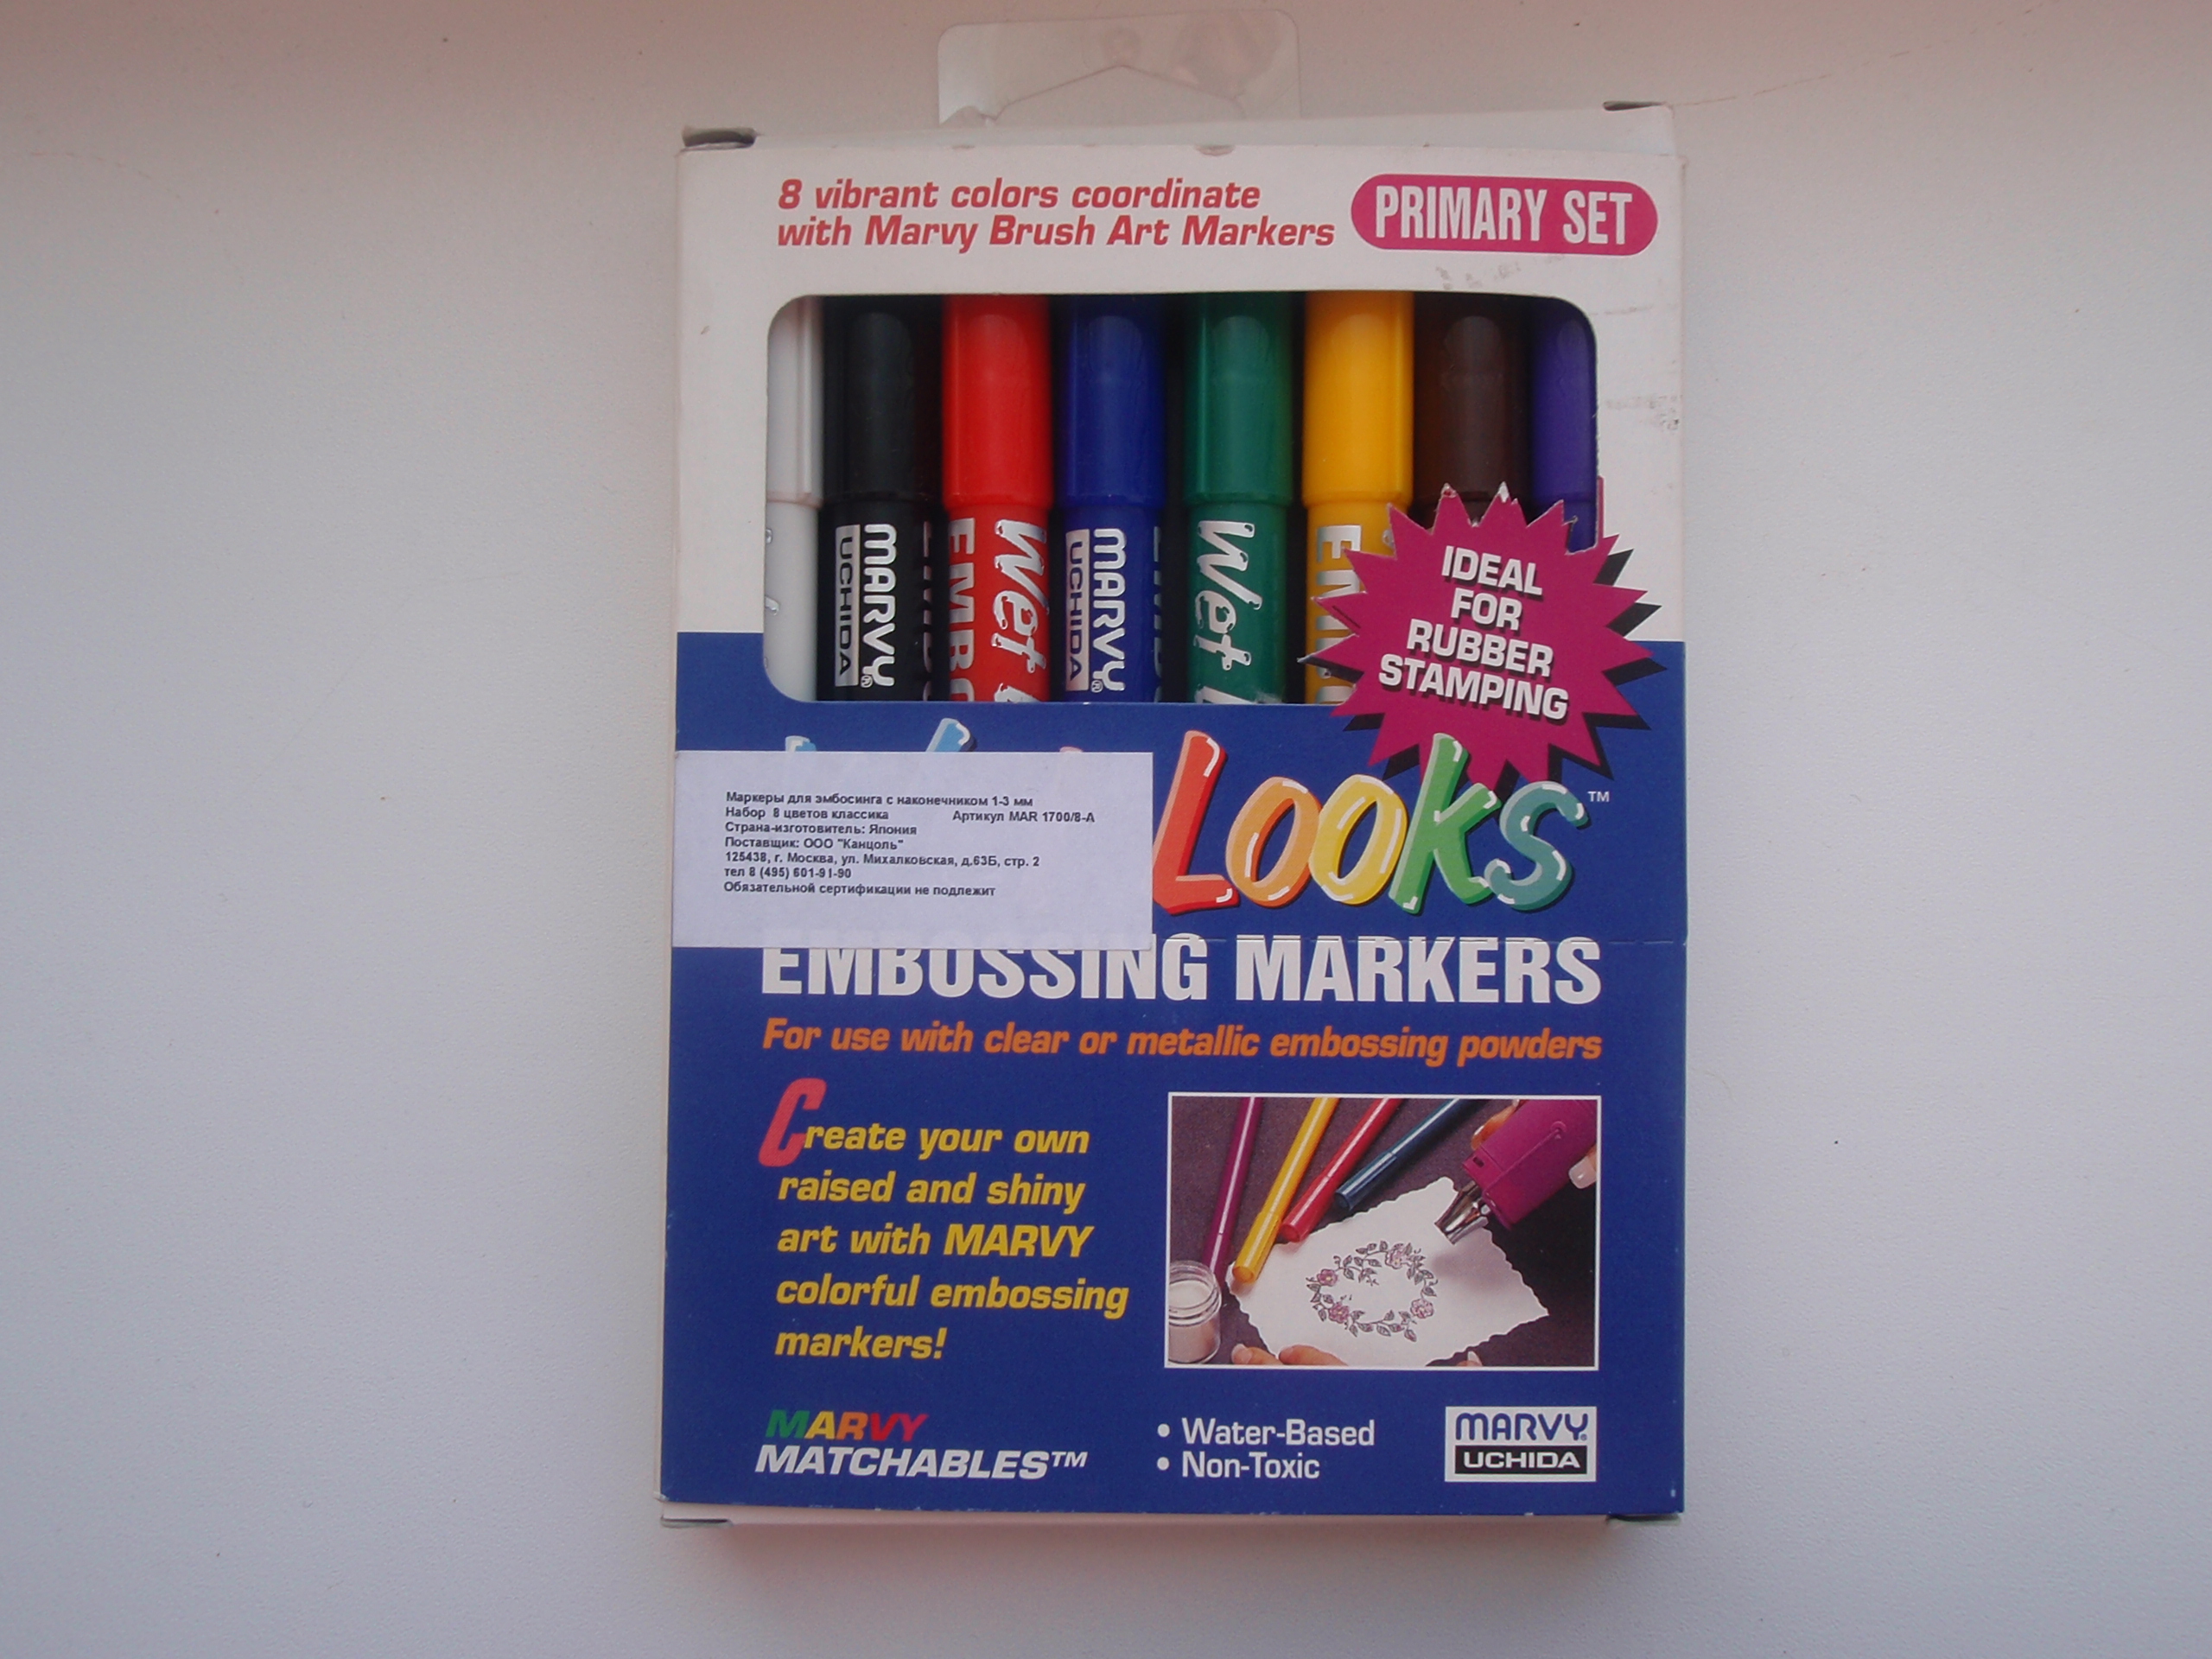 8 vibrant colors coordinate
with Marvy Brush Art Markers
PRIMARY SET
MARVY®
UCHIDA
Wet
EMBO
MARVY®
UCHIDA
Wet
IDEAL
FOR
RUBBER
STAMPING
Looks™
Маркеры для эмбосинга с наконечником 1-3 мм
Набор 8 цветов классика Артикул MAR 1700/8-A
Страна-изготовитель: Япония
Поставщик: ООО "Канцоль"
125438, г. Москва, ул. Михалковская, д.63Б, стр. 2
тел 8 (495) 601-91-90
Обязательной сертификации не подлежит
EMBOSSING MARKERS
For use with clear or metallic embossing powders
Create your own
raised and shiny
art with MARVY
colorful embossing
markers!
MARVY
MATCHABLES™
• Water-Based
• Non-Toxic
MARVY®
UCHIDA